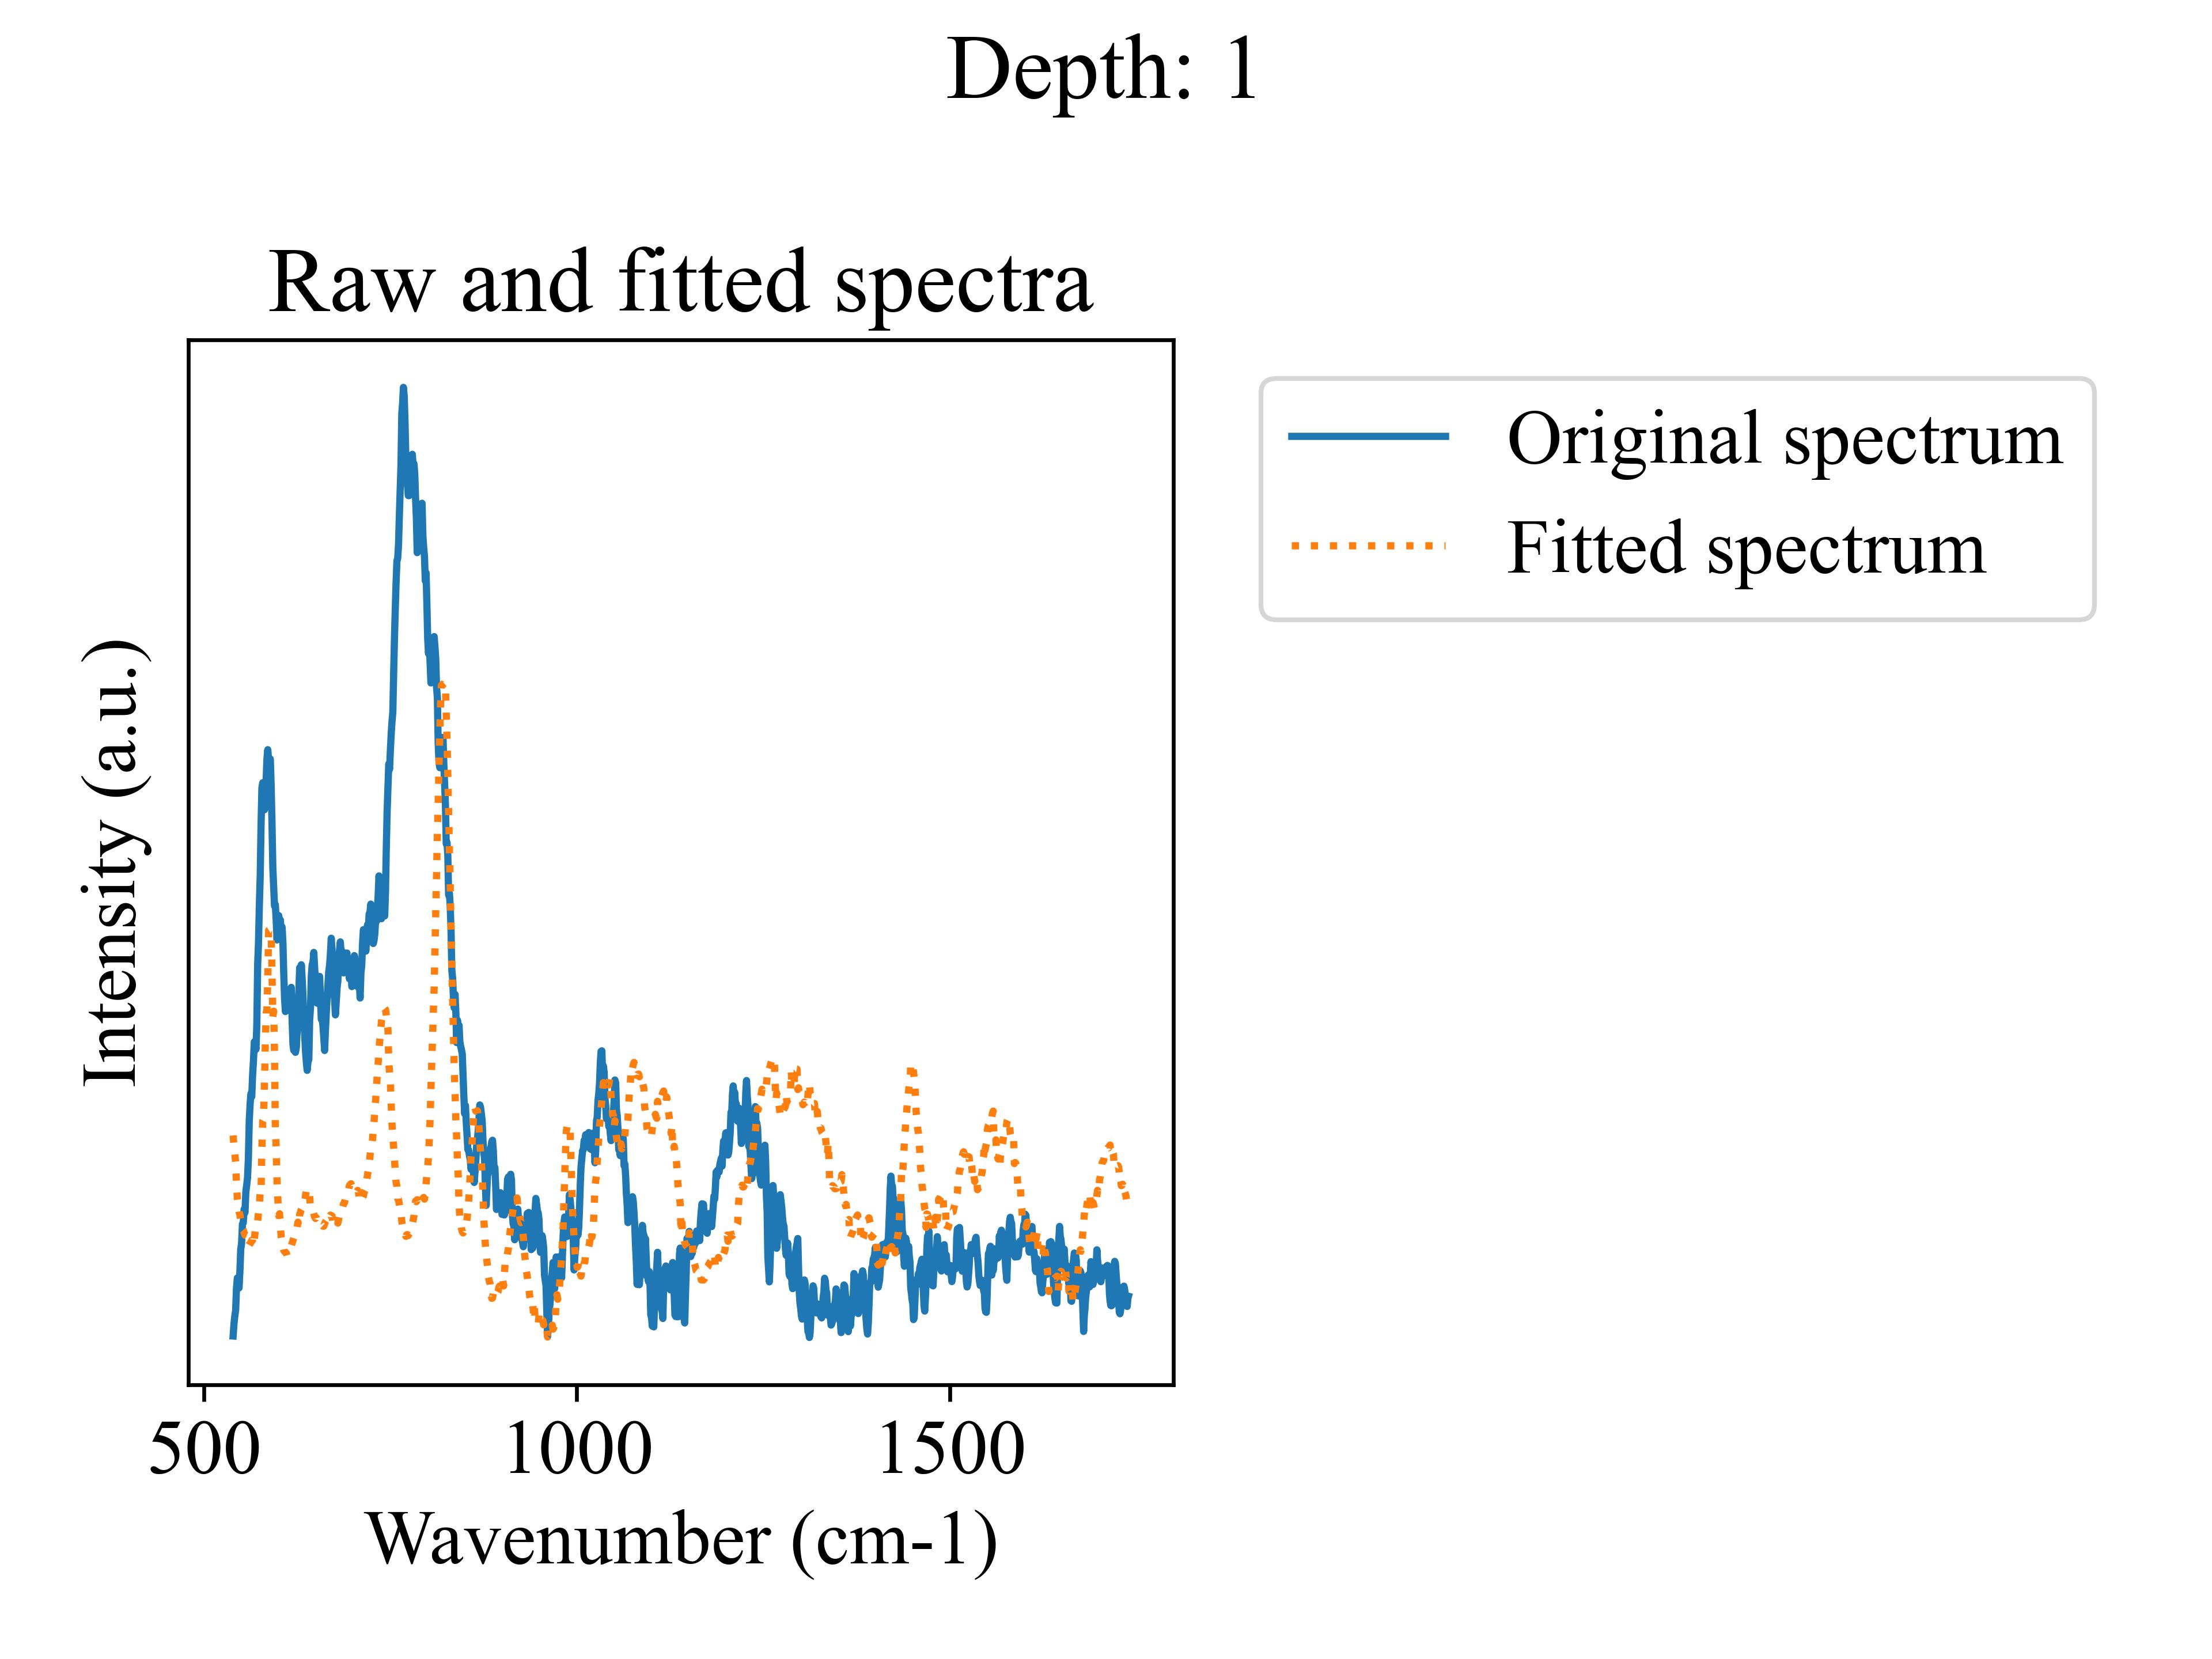 Depth: 1
Raw and fitted spectra
Original spectrum
Fitted spectrum
Intensity (a.u.)
500 1000 1500
Wavenumber (cm-1)